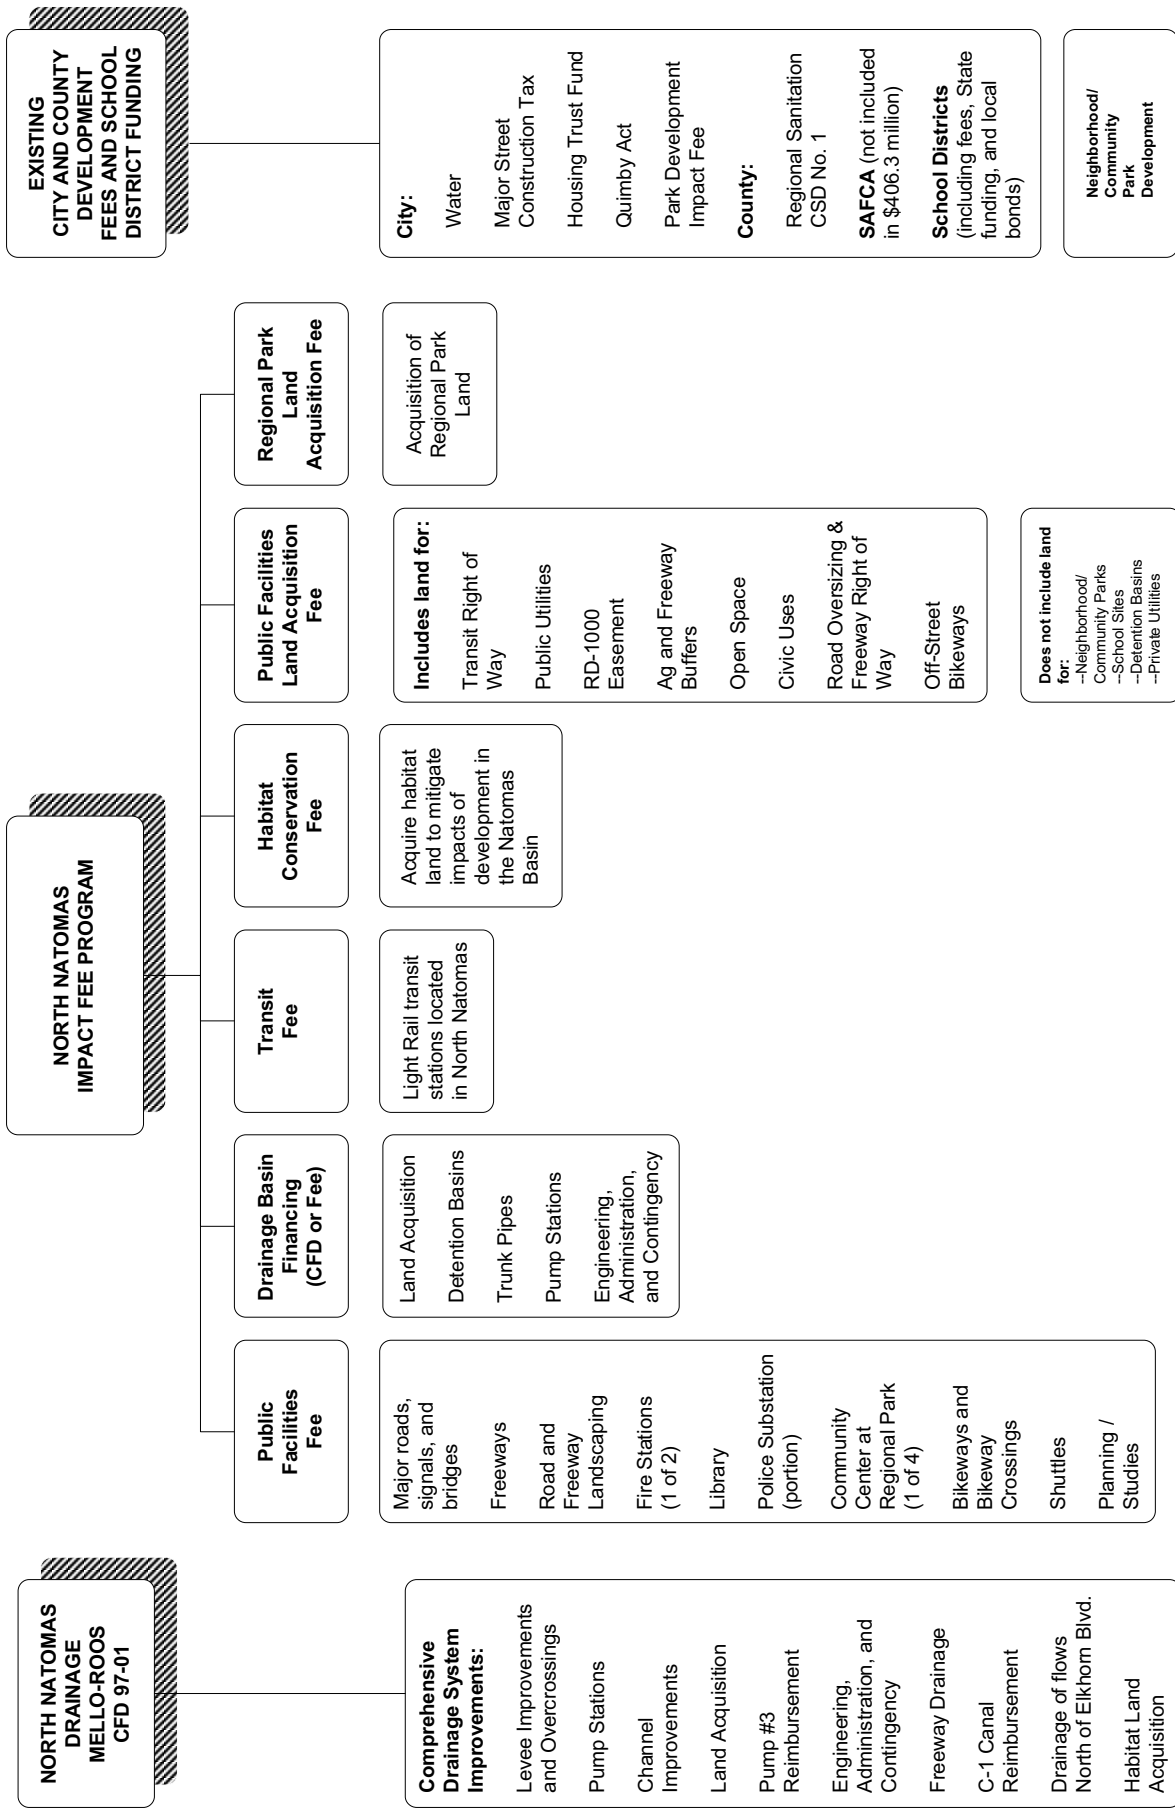 NORTH NATOMAS
DRAINAGE
MELLO-ROOS
CFD 97-01
Comprehensive
Drainage System
Improvements:
Levee Improvements
and Overcrossings
Pump Stations
Channel
Improvements
Land Acquisition
Pump #3
Reimbursement
Engineering,
Administration, and
Contingency
Freeway Drainage
C-1 Canal
Reimbursement
Drainage of flows
North of Elkhorn Blvd.
Habitat Land
Acquisition
NORTH NATOMAS
IMPACT FEE PROGRAM
Public
Facilities
Fee
Major roads,
signals, and
bridges
Freeways
Road and
Freeway
Landscaping
Fire Stations
(1 of 2)
Library
Police Substation
(portion)
Community
Center at
Regional Park
(1 of 4)
Bikeways and
Bikeway
Crossings
Shuttles
Planning /
Studies
Drainage Basin
Financing
(CFD or Fee)
Land Acquisition
Detention Basins
Trunk Pipes
Pump Stations
Engineering,
Administration,
and Contingency
Transit
Fee
Light Rail transit
stations located
in North Natomas
Habitat
Conservation
Fee
Acquire habitat
land to mitigate
impacts of
development in
the Natomas
Basin
Public Facilities
Land Acquisition
Fee
Includes land for:
Transit Right of
Way
Public Utilities
RD-1000
Easement
Ag and Freeway
Buffers
Open Space
Civic Uses
Road Oversizing &
Freeway Right of
Way
Off-Street
Bikeways
Does not include land
for:
--Neighborhood/
Community Parks
--School Sites
--Detention Basins
--Private Utilities
Regional Park
Land
Acquisition Fee
Acquisition of
Regional Park
Land
EXISTING
CITY AND COUNTY
DEVELOPMENT
FEES AND SCHOOL
DISTRICT FUNDING
City:
Water
Major Street
Construction Tax
Housing Trust Fund
Quimby Act
Park Development
Impact Fee
County:
Regional Sanitation
CSD No. 1
SAFCA (not included
in $406.3 million)
School Districts
(including fees, State
funding, and local
bonds)
Neighborhood/
Community
Park
Development